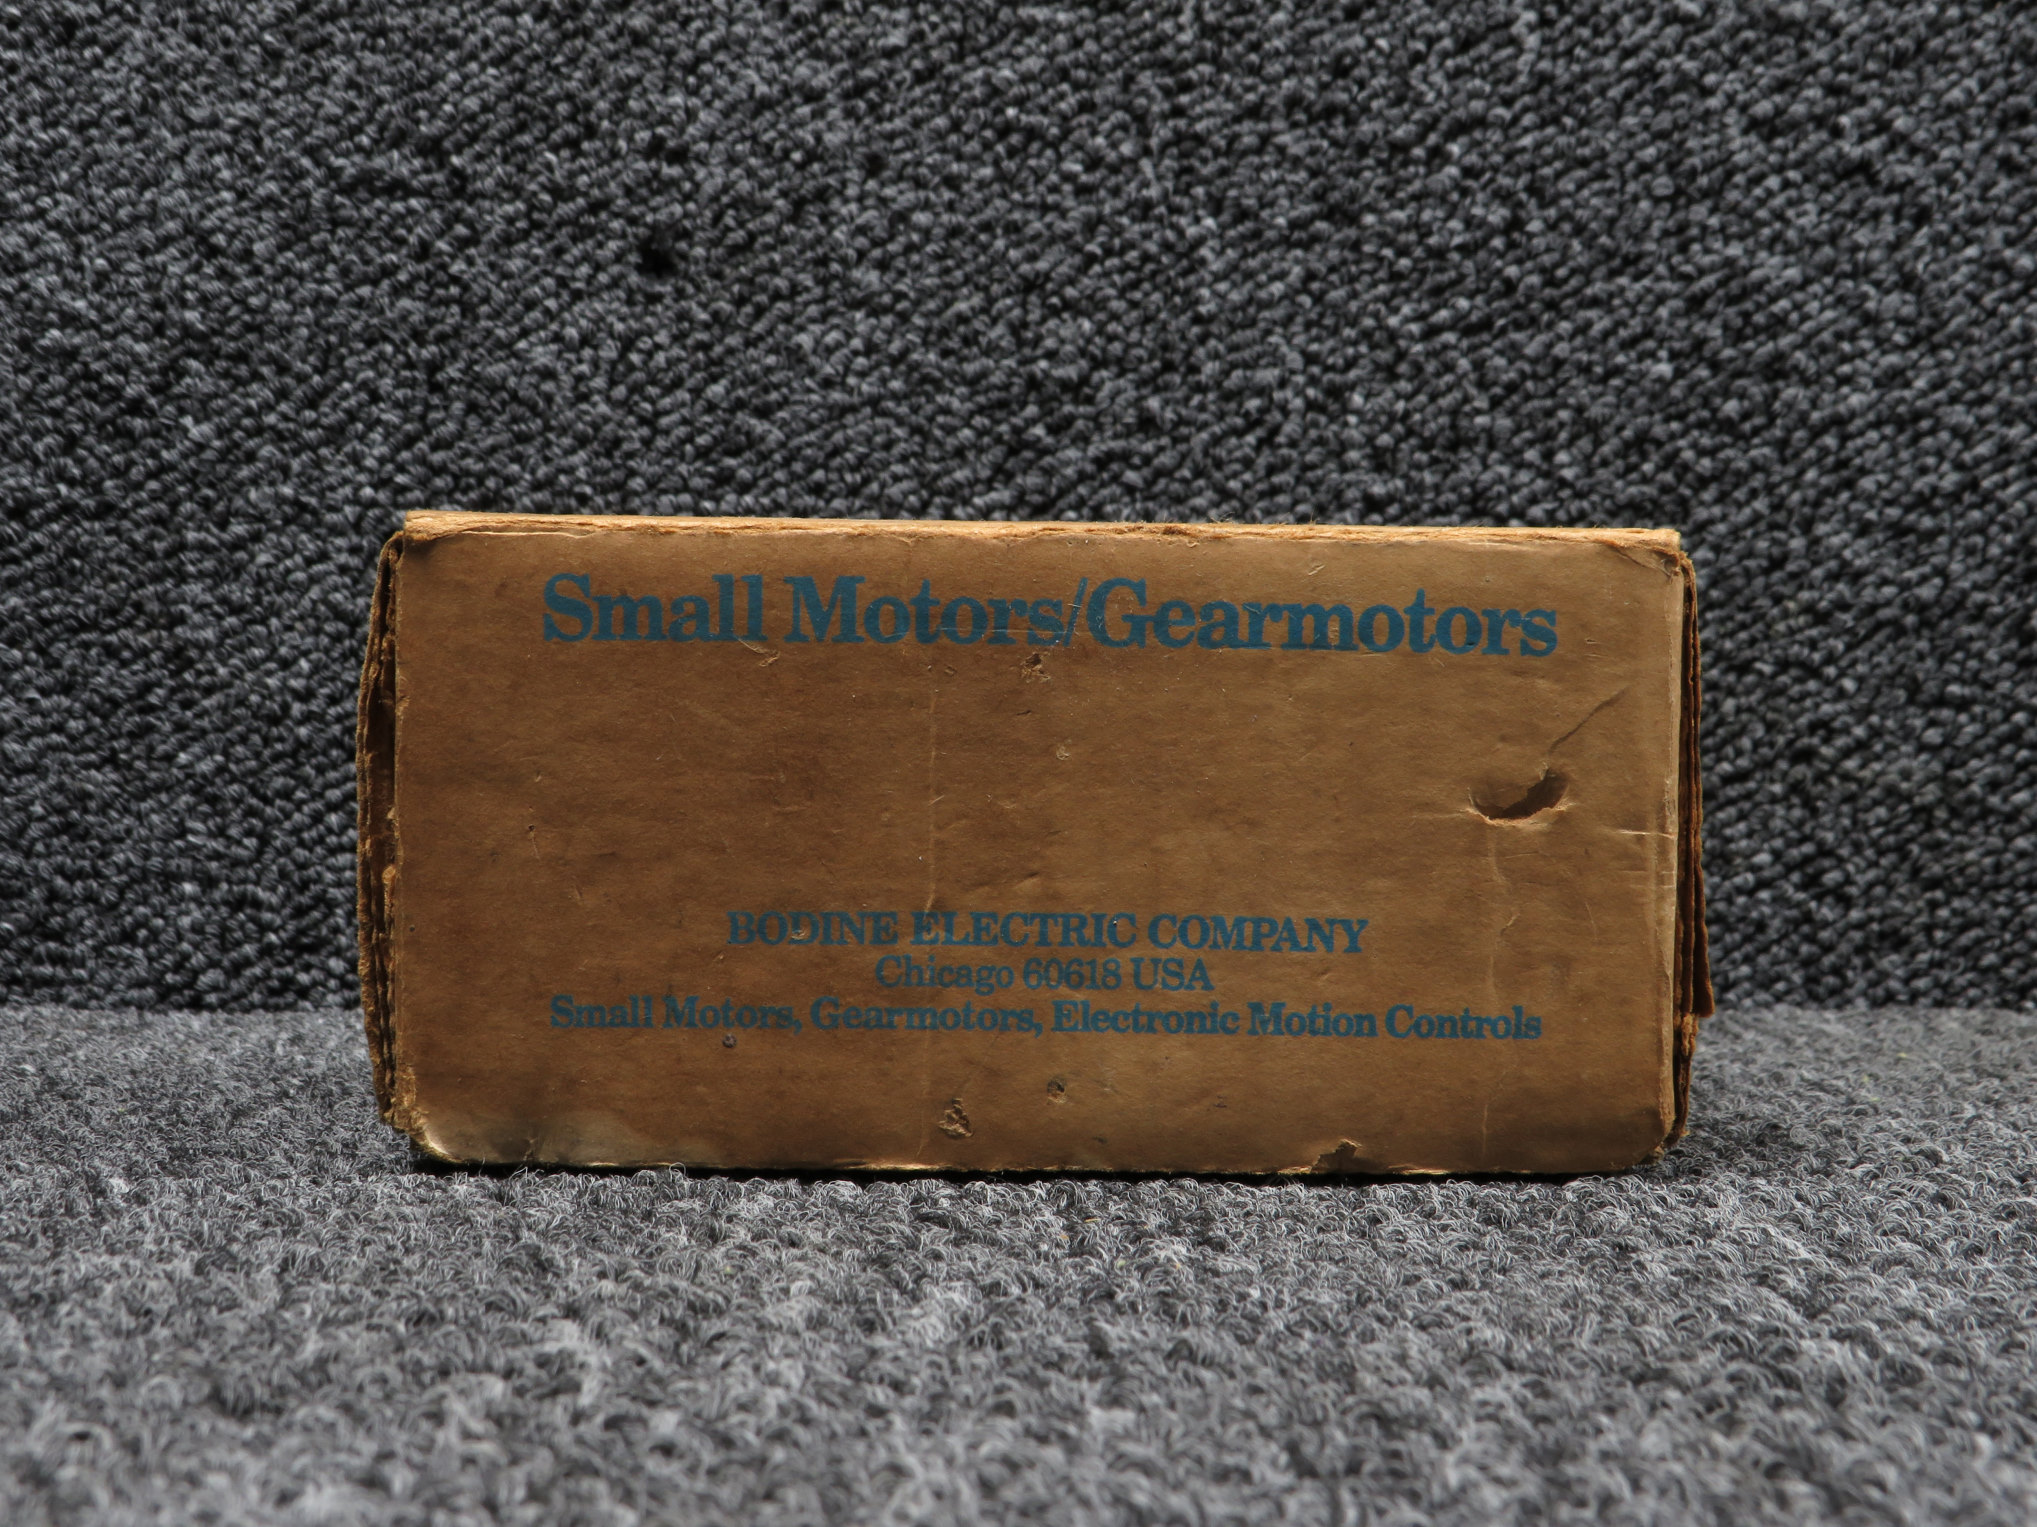 Small Motors/Gearmotors
BODINE ELECTRIC COMPANY
Chicago 60618 USA
Small Motors, Gearmotors, Electronic Motion Controls